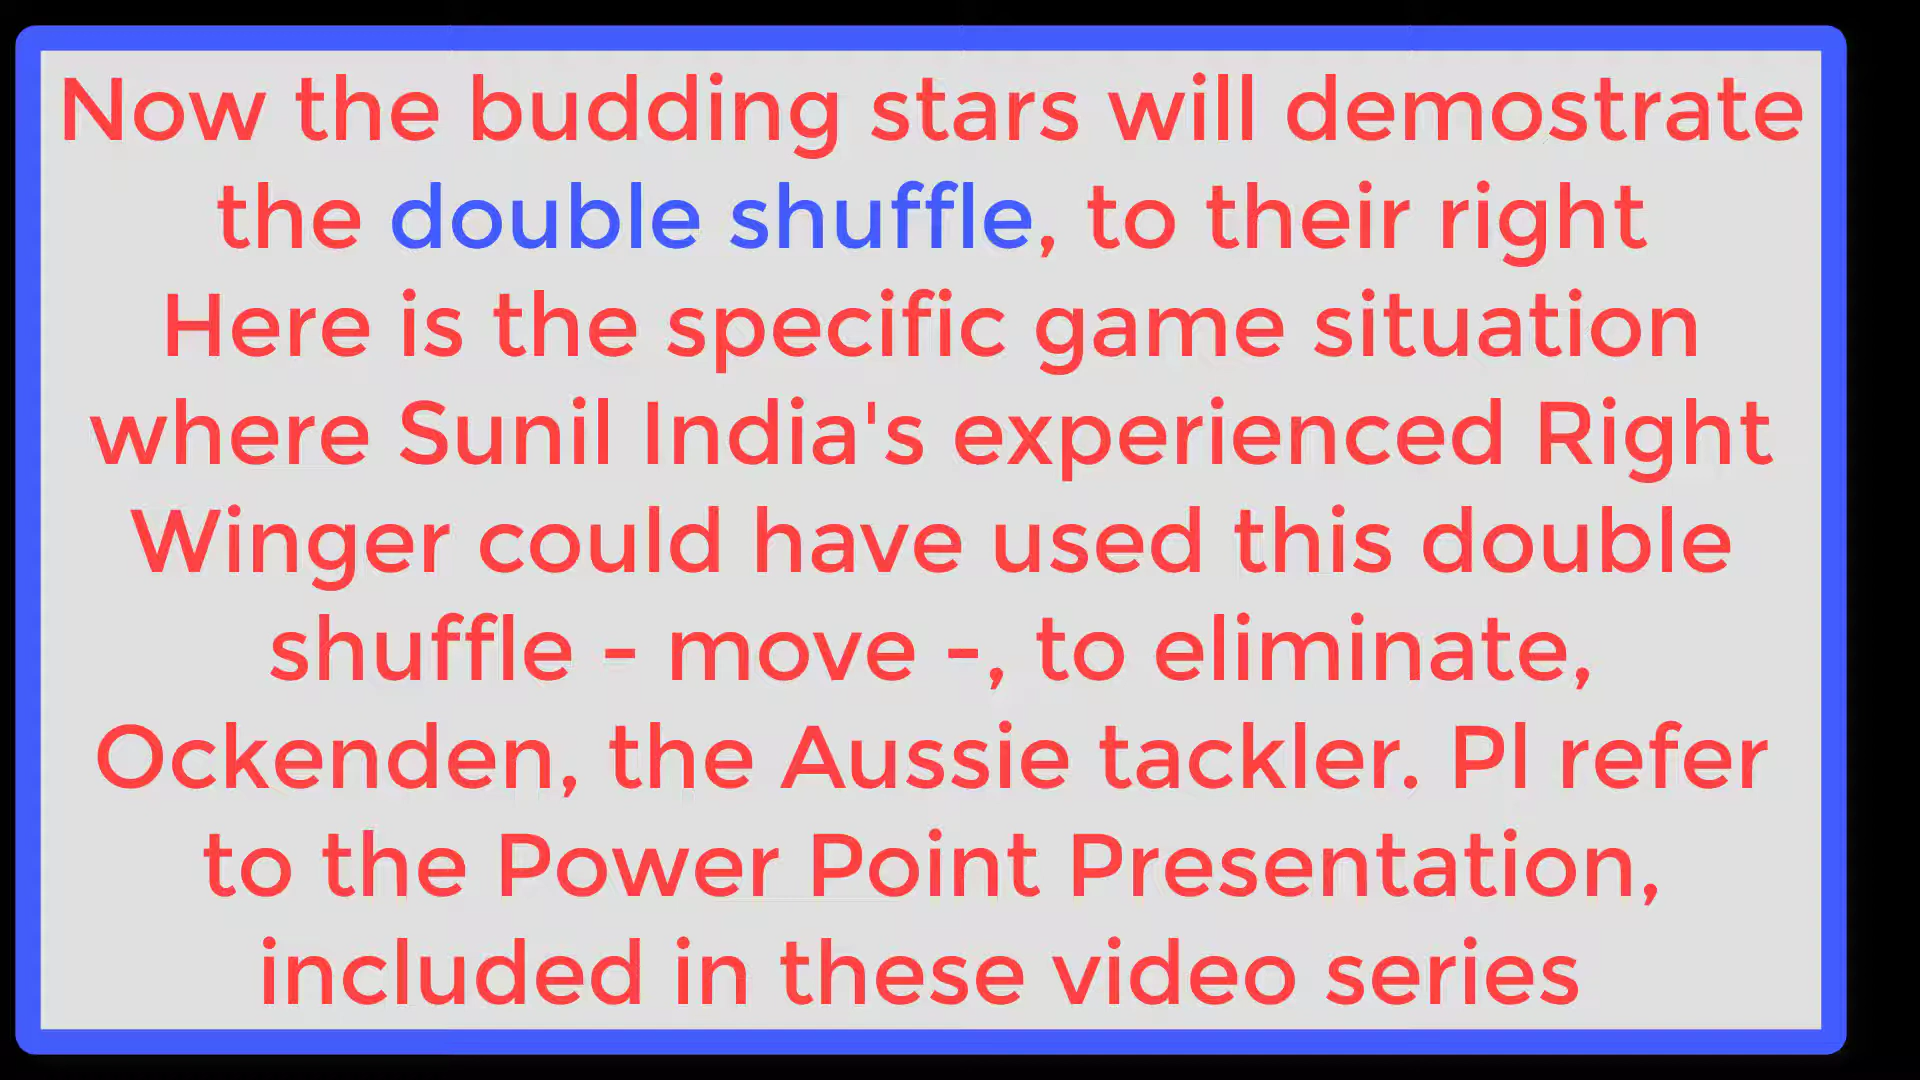 Now the budding stars will demostrate
the double shuffle, to their right
Here is the specific game situation
where Sunil India's experienced Right
Winger could have used this double
shuffle - move -, to eliminate,
Ockenden, the Aussie tackler. Pl refer
to the Power Point Presentation,
included in these video series